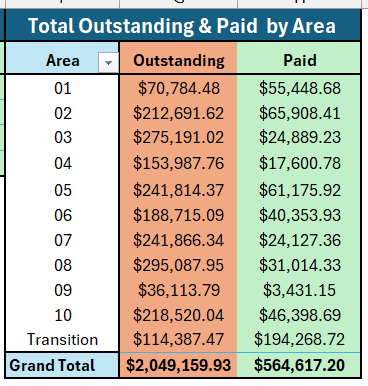 Total Outstanding & Paid by Area
Area Outstanding Paid
01 $70,784.48 $55,448.68
02 $212,691.62 $65,908.41
03 $275,191.02 $24,889.23
04 $153,987.76 $17,600.78
05 $241,814.37 $61,175.92
06 $188,715.09 $40,353.93
07 $241,866.34 $24,127.36
08 $295,087.95 $31,014.33
09 $36,113.79 $3,431.15
10 $218,520.04 $46,398.69
Transition $114,387.47 $194,268.72
Grand Total $2,049,159.93 $564,617.20